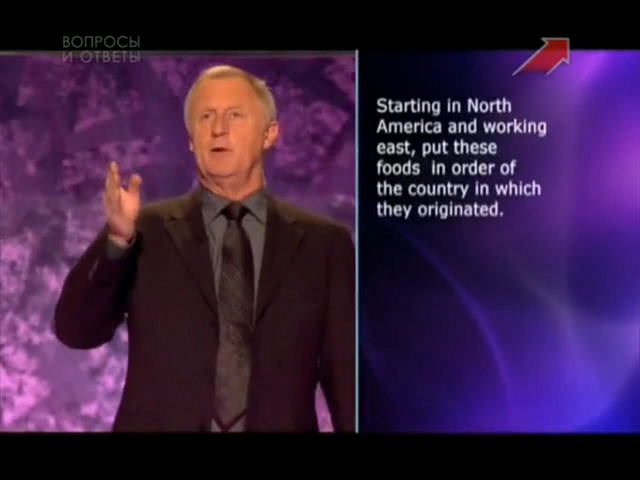 ВОПРОСЫ
И ОТВЕТЫ
Starting in North
America and working
east, put these
foods in order of
the country in which
they originated.